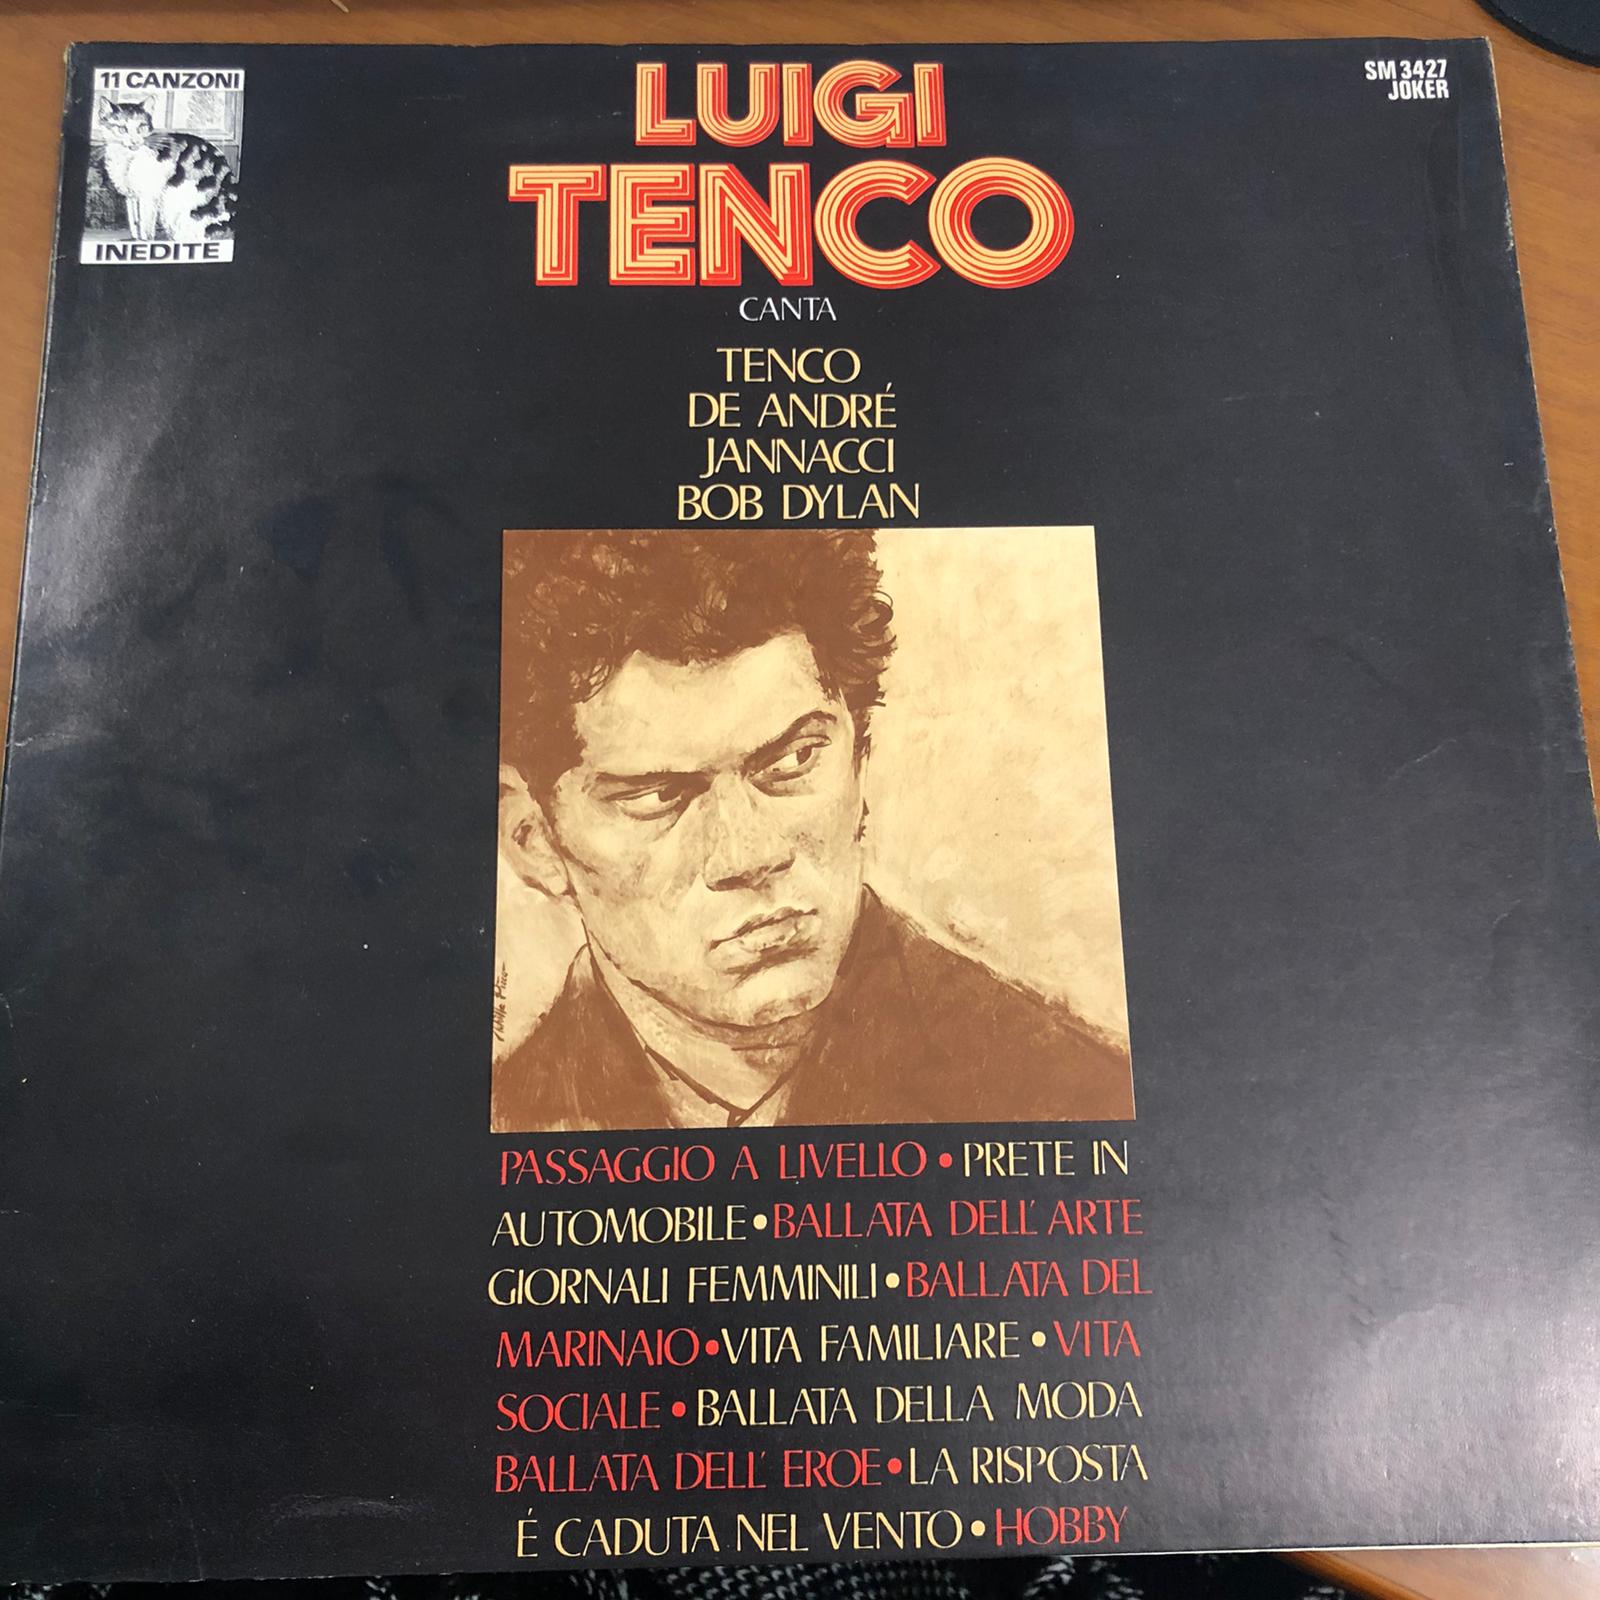 11 CANZONI
INEDITE
LUIGI
TENCO
SM 3427
JOKER
CANTA
TENCO
DE ANDRÉ
JANNACCI
BOB DYLAN
PASSAGGIO A LIVELLO • PRETE IN
AUTOMOBILE • BALLATA DELL' ARTE
GIORNALI FEMMINILI • BALLATA DEL
MARINAIO • VITA FAMILIARE • VITA
SOCIALE • BALLATA DELLA MODA
BALLATA DELL' EROE • LA RISPOSTA
É CADUTA NEL VENTO • HOBBY